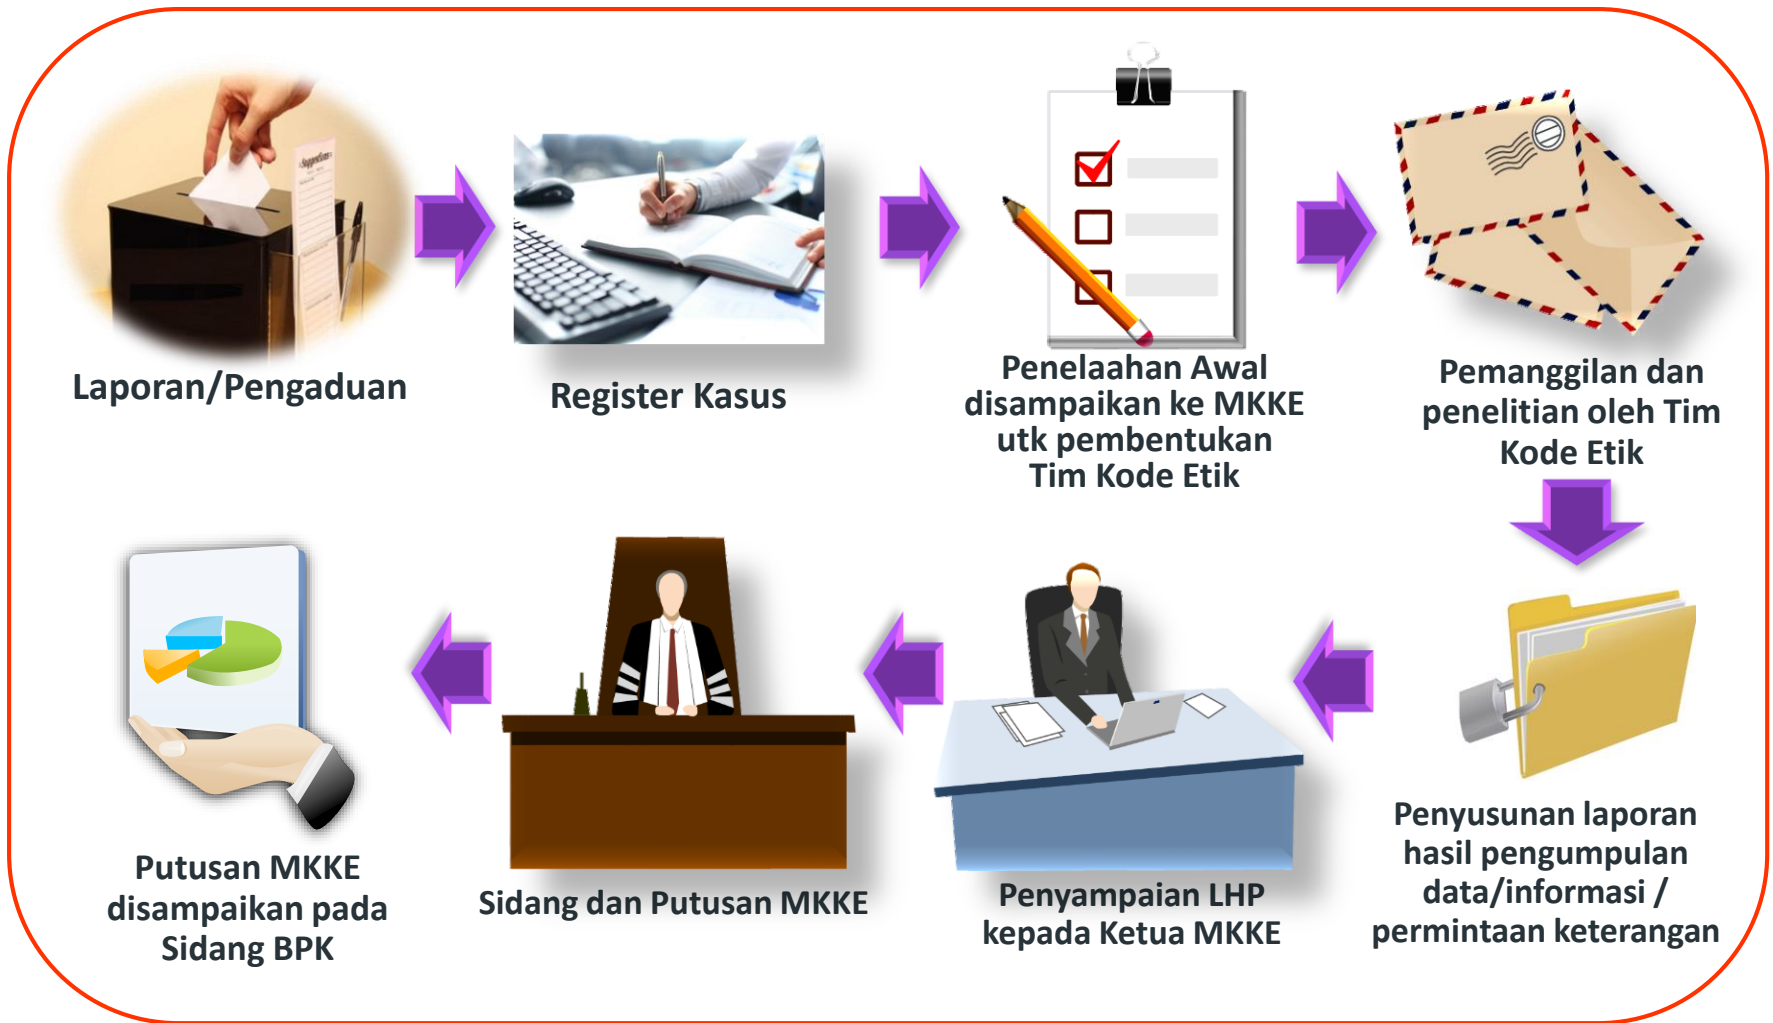 Suggestions
Laporan/Pengaduan
Register Kasus
Penelaahan Awal
disampaikan ke MKKE
utk pembentukan
Tim Kode Etik
Pemanggilan dan
penelitian oleh Tim
Kode Etik
Putusan MKKE
disampaikan pada
Sidang BPK
Sidang dan Putusan MKKE
Penyampaian LHP
kepada Ketua MKKE
Penyusunan laporan
hasil pengumpulan
data/informasi /
permintaan keterangan